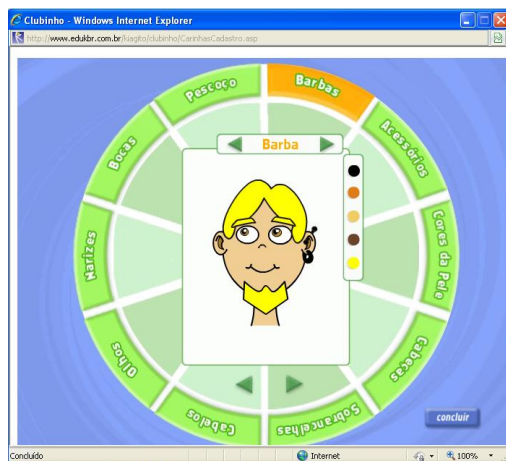 Clubinho - Windows Internet Explorer
http://www.edukbr.com.br/kiagito/clubinho/CarinhasCadastro.asp
Barbas
Acessórios
Cores da Pele
Cabeças
Sobrancelhas
Cabelos
Olhos
Narizes
Bocas
Pescoço
Barba
concluir
Concluído
Internet
100%